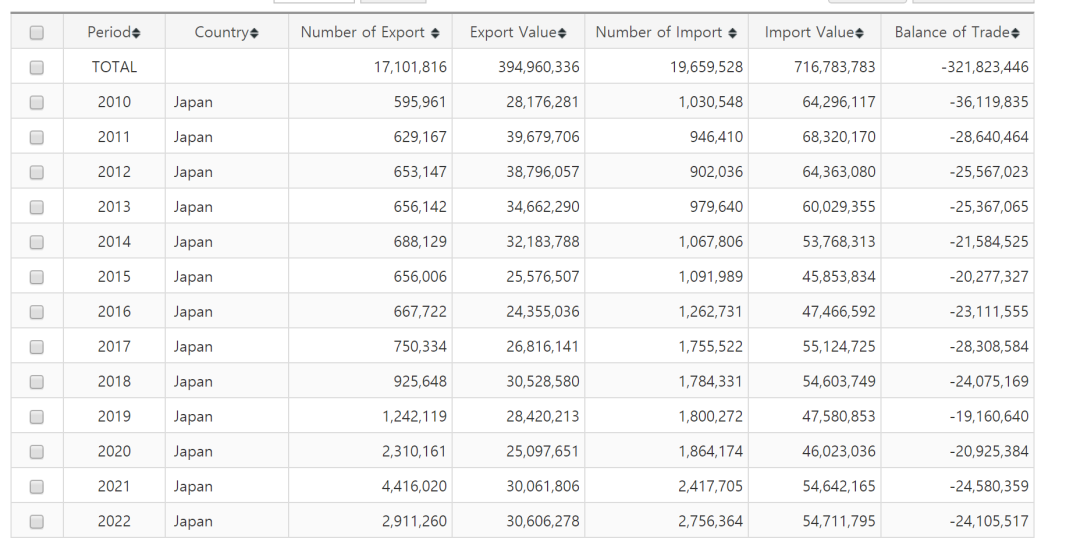 Period Country Number of Export Export Value Number of Import Import Value Balance of Trade
TOTAL 17,101,816 394,960,336 19,659,528 716,783,783 -321,823,446
2010 Japan 595,961 28,176,281 1,030,548 64,296,117 -36,119,835
2011 Japan 629,167 39,679,706 946,410 68,320,170 -28,640,464
2012 Japan 653,147 38,796,057 902,036 64,363,080 -25,567,023
2013 Japan 656,142 34,662,290 979,640 60,029,355 -25,367,065
2014 Japan 688,129 32,183,788 1,067,806 53,768,313 -21,584,525
2015 Japan 656,006 25,576,507 1,091,989 45,853,834 -20,277,327
2016 Japan 667,722 24,355,036 1,262,731 47,466,592 -23,111,555
2017 Japan 750,334 26,816,141 1,755,522 55,124,725 -28,308,584
2018 Japan 925,648 30,528,580 1,784,331 54,603,749 -24,075,169
2019 Japan 1,242,119 28,420,213 1,800,272 47,580,853 -19,160,640
2020 Japan 2,310,161 25,097,651 1,864,174 46,023,036 -20,925,384
2021 Japan 4,416,020 30,061,806 2,417,705 54,642,165 -24,580,359
2022 Japan 2,911,260 30,606,278 2,756,364 54,711,795 -24,105,517